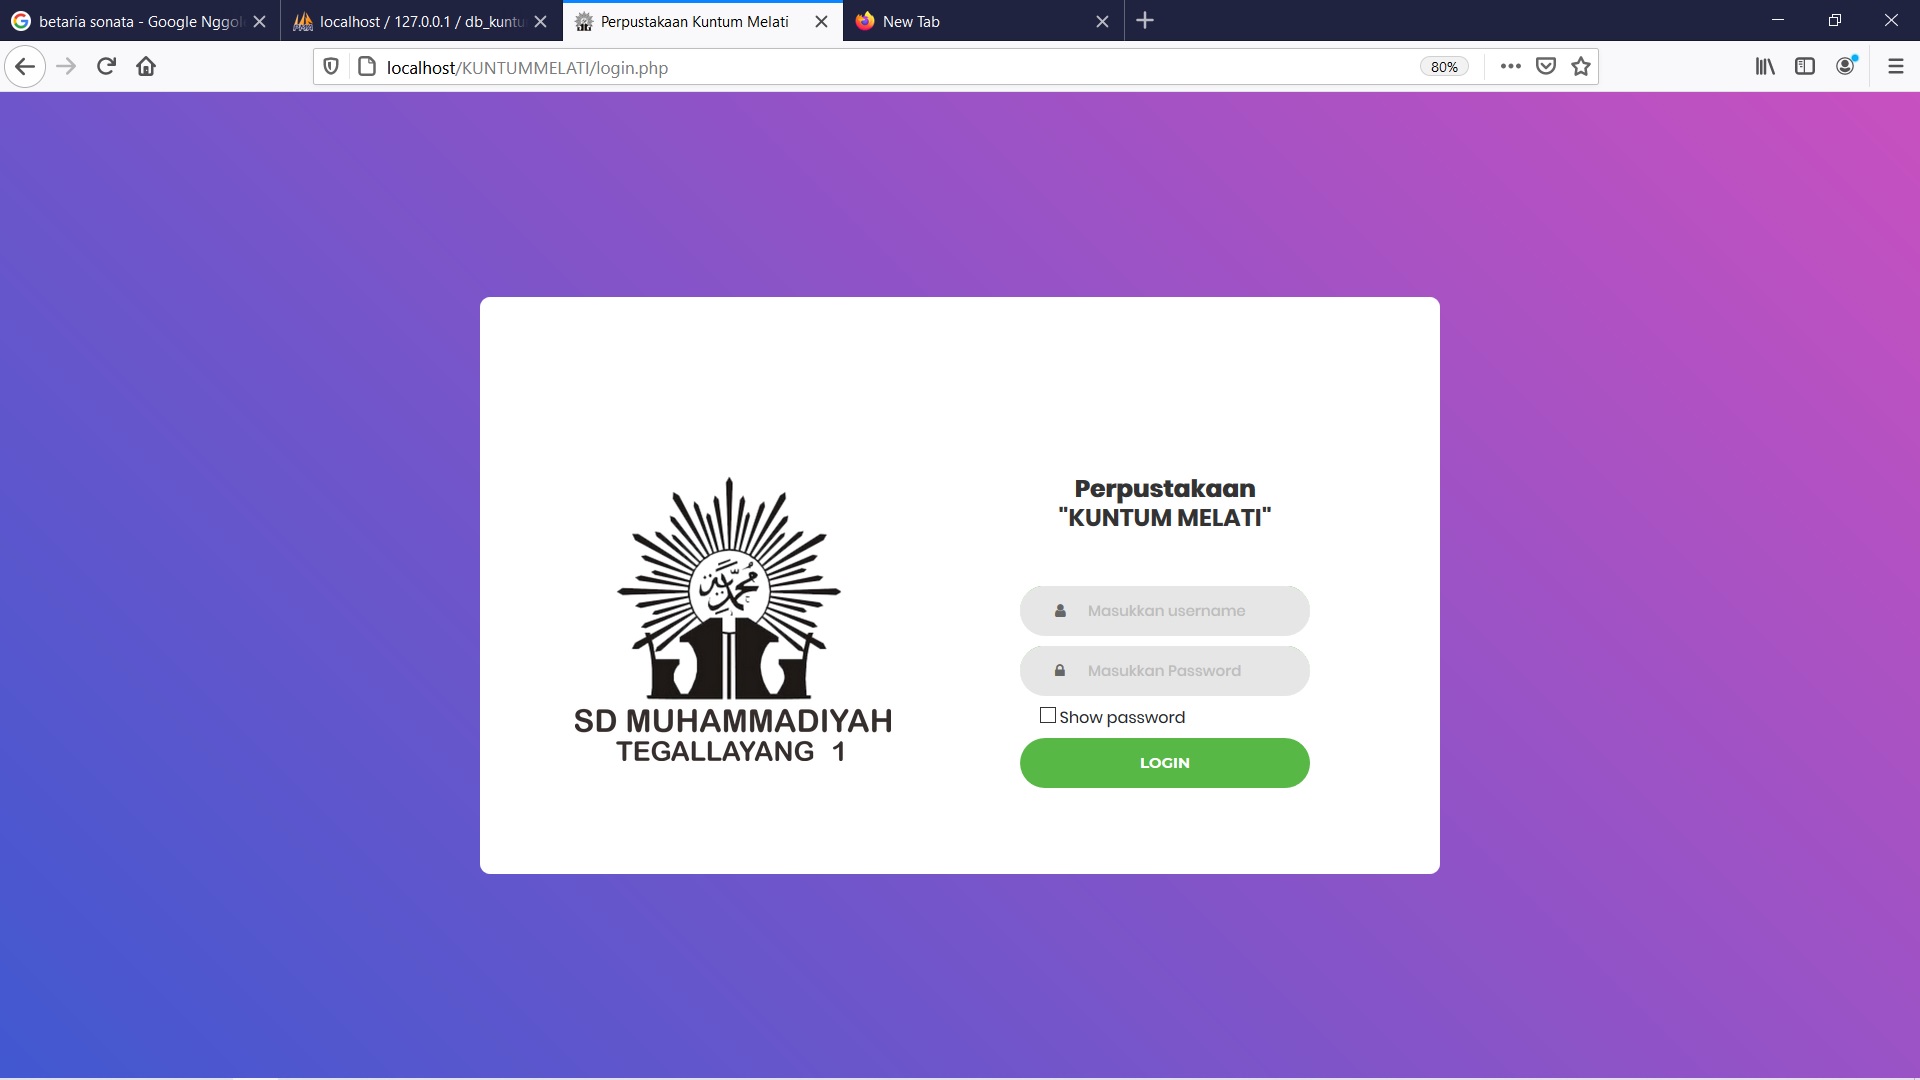 betaria sonata - Google Nggol
localhost / 127.0.0.1 / db_kuntu
Perpustakaan Kuntum Melati
New Tab
localhost/KUNTUMMELATI/login.php
80%
Perpustakaan
"KUNTUM MELATI"
Masukkan username
Masukkan Password
Show password
LOGIN
محمدية
SD MUHAMMADIYAH
TEGALLAYANG 1